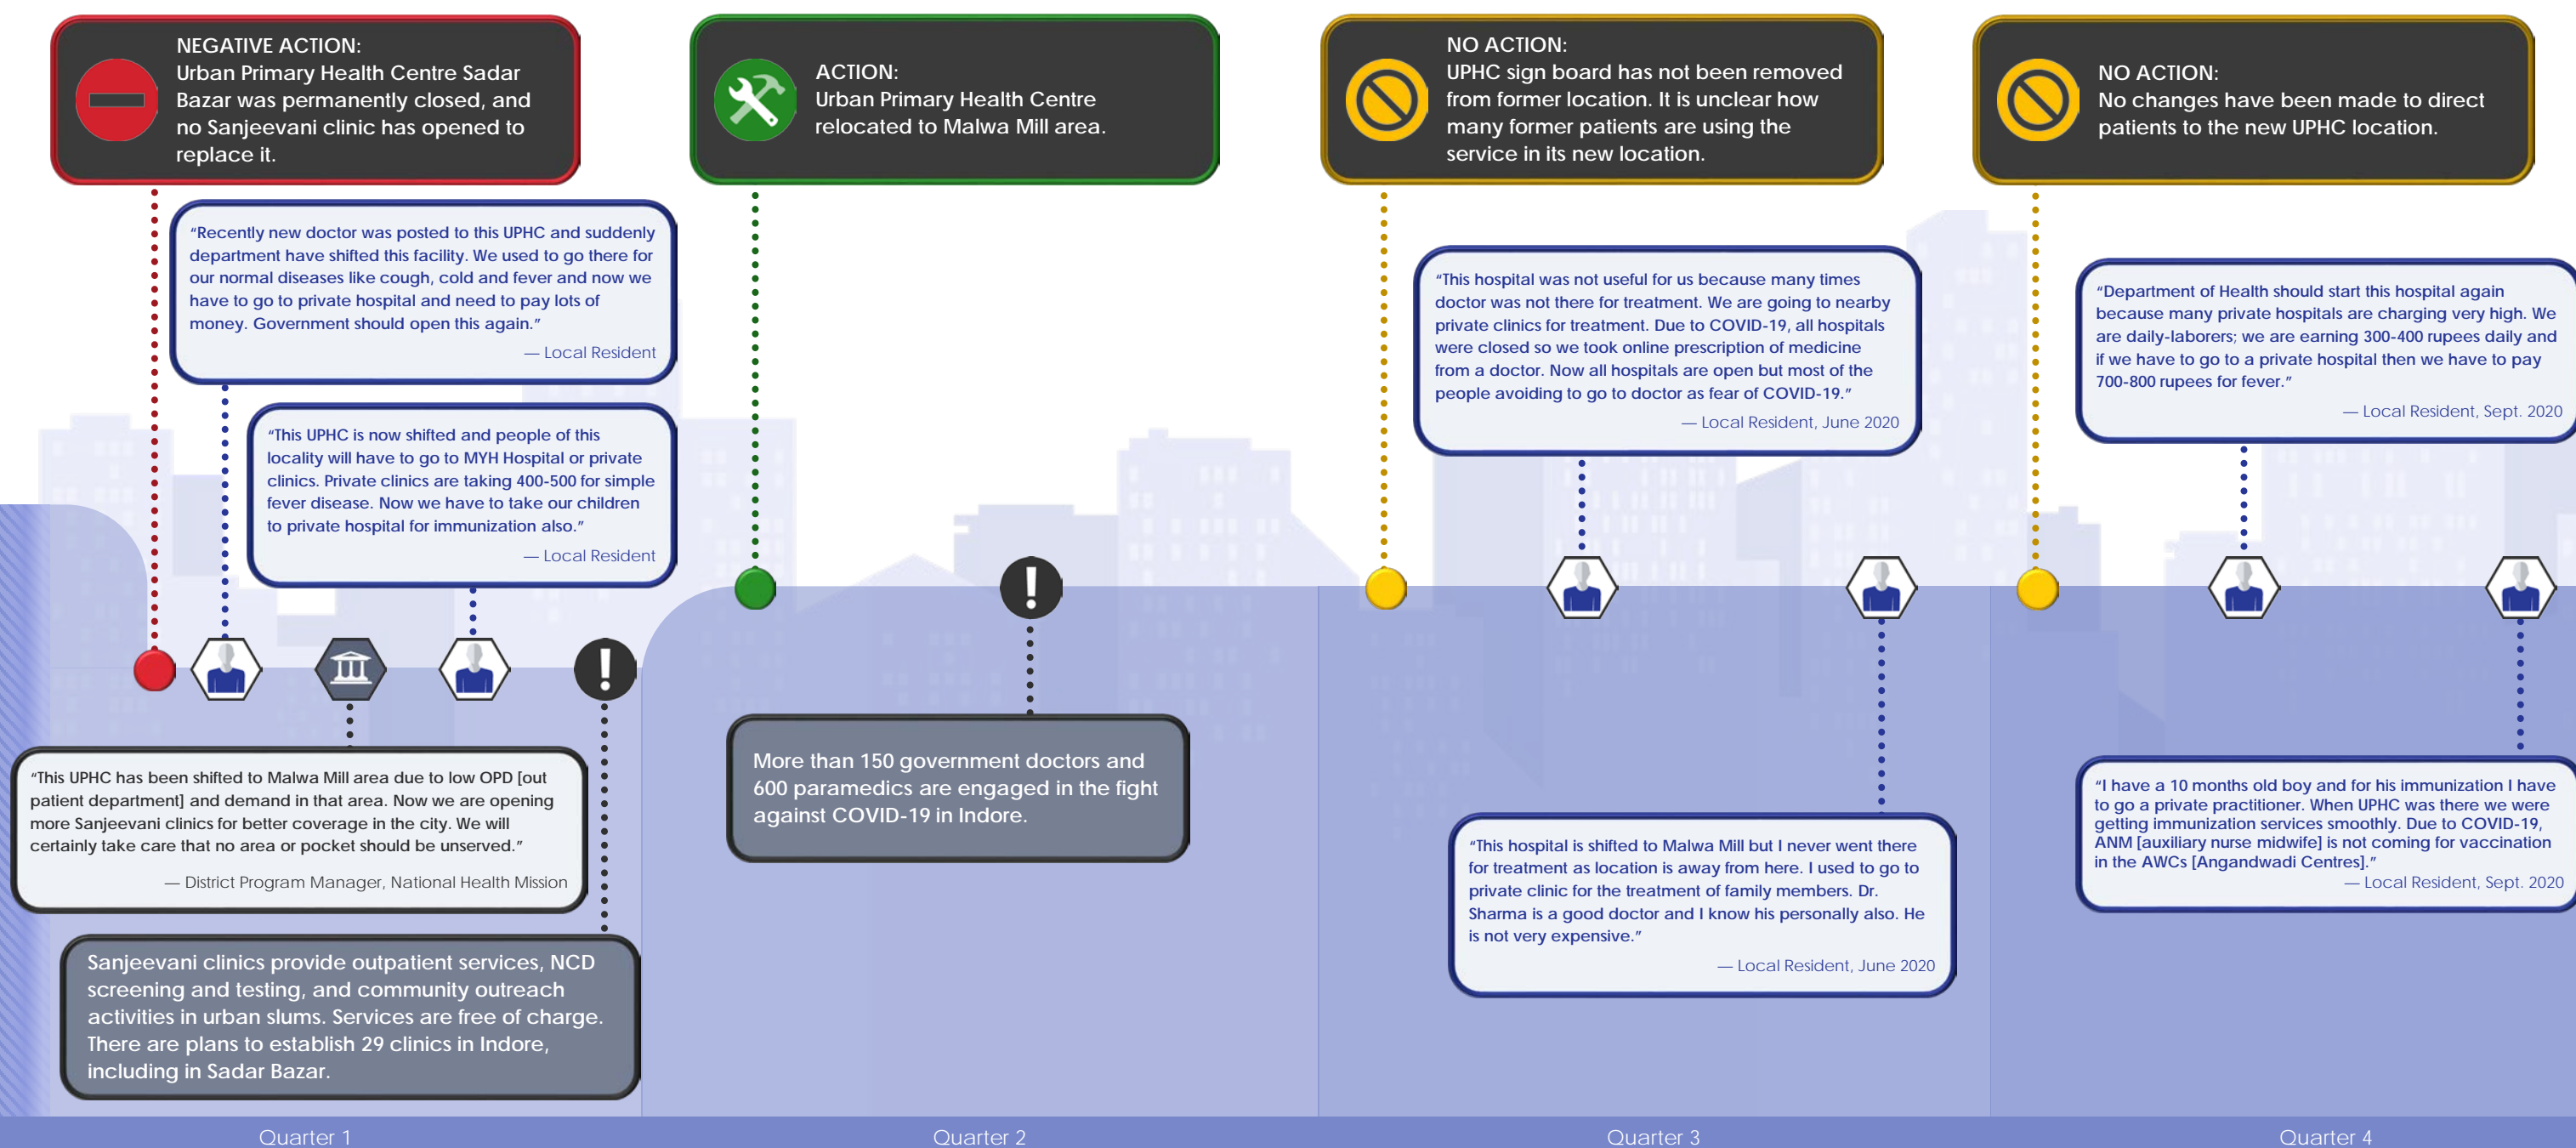 NEGATIVE ACTION:
Urban Primary Health Centre Sadar
Bazar was permanently closed, and
no Sanjeevani clinic has opened to
replace it.
“Recently new doctor was posted to this UPHC and suddenly
department have shifted this facility. We used to go there for
our normal diseases like cough, cold and fever and now we
have to go to private hospital and need to pay lots of
money. Government should open this again.”
— Local Resident
“This UPHC is now shifted and people of this
locality will have to go to MYH Hospital or private
clinics. Private clinics are taking 400-500 for simple
fever disease. Now we have to take our children
to private hospital for immunization also.”
— Local Resident
“This UPHC has been shifted to Malwa Mill area due to low OPD [out
patient department] and demand in that area. Now we are opening
more Sanjeevani clinics for better coverage in the city. We will
certainly take care that no area or pocket should be unserved.”
— District Program Manager, National Health Mission
Sanjeevani clinics provide outpatient services, NCD
screening and testing, and community outreach
activities in urban slums. Services are free of charge.
There are plans to establish 29 clinics in Indore,
including in Sadar Bazar.
Quarter 1
ACTION:
Urban Primary Health Centre
relocated to Malwa Mill area.
More than 150 government doctors and
600 paramedics are engaged in the fight
against COVID-19 in Indore.
Quarter 2
NO ACTION:
UPHC sign board has not been removed
from former location. It is unclear how
many former patients are using the
service in its new location.
“This hospital was not useful for us because many times
doctor was not there for treatment. We are going to nearby
private clinics for treatment. Due to COVID-19, all hospitals
were closed so we took online prescription of medicine
from a doctor. Now all hospitals are open but most of the
people avoiding to go to doctor as fear of COVID-19.”
— Local Resident, June 2020
“This hospital is shifted to Malwa Mill but I never went there
for treatment as location is away from here. I used to go to
private clinic for the treatment of family members. Dr.
Sharma is a good doctor and I know his personally also. He
is not very expensive.”
— Local Resident, June 2020
Quarter 3
NO ACTION:
No changes have been made to direct
patients to the new UPHC location.
“Department of Health should start this hospital again
because many private hospitals are charging very high. We
are daily-laborers; we are earning 300-400 rupees daily and
if we have to go to a private hospital then we have to pay
700-800 rupees for fever.”
— Local Resident, Sept. 2020
“I have a 10 months old boy and for his immunization I have
to go a private practitioner. When UPHC was there we were
getting immunization services smoothly. Due to COVID-19,
ANM [auxiliary nurse midwife] is not coming for vaccination
in the AWCs [Angandwadi Centres].”
— Local Resident, Sept. 2020
Quarter 4